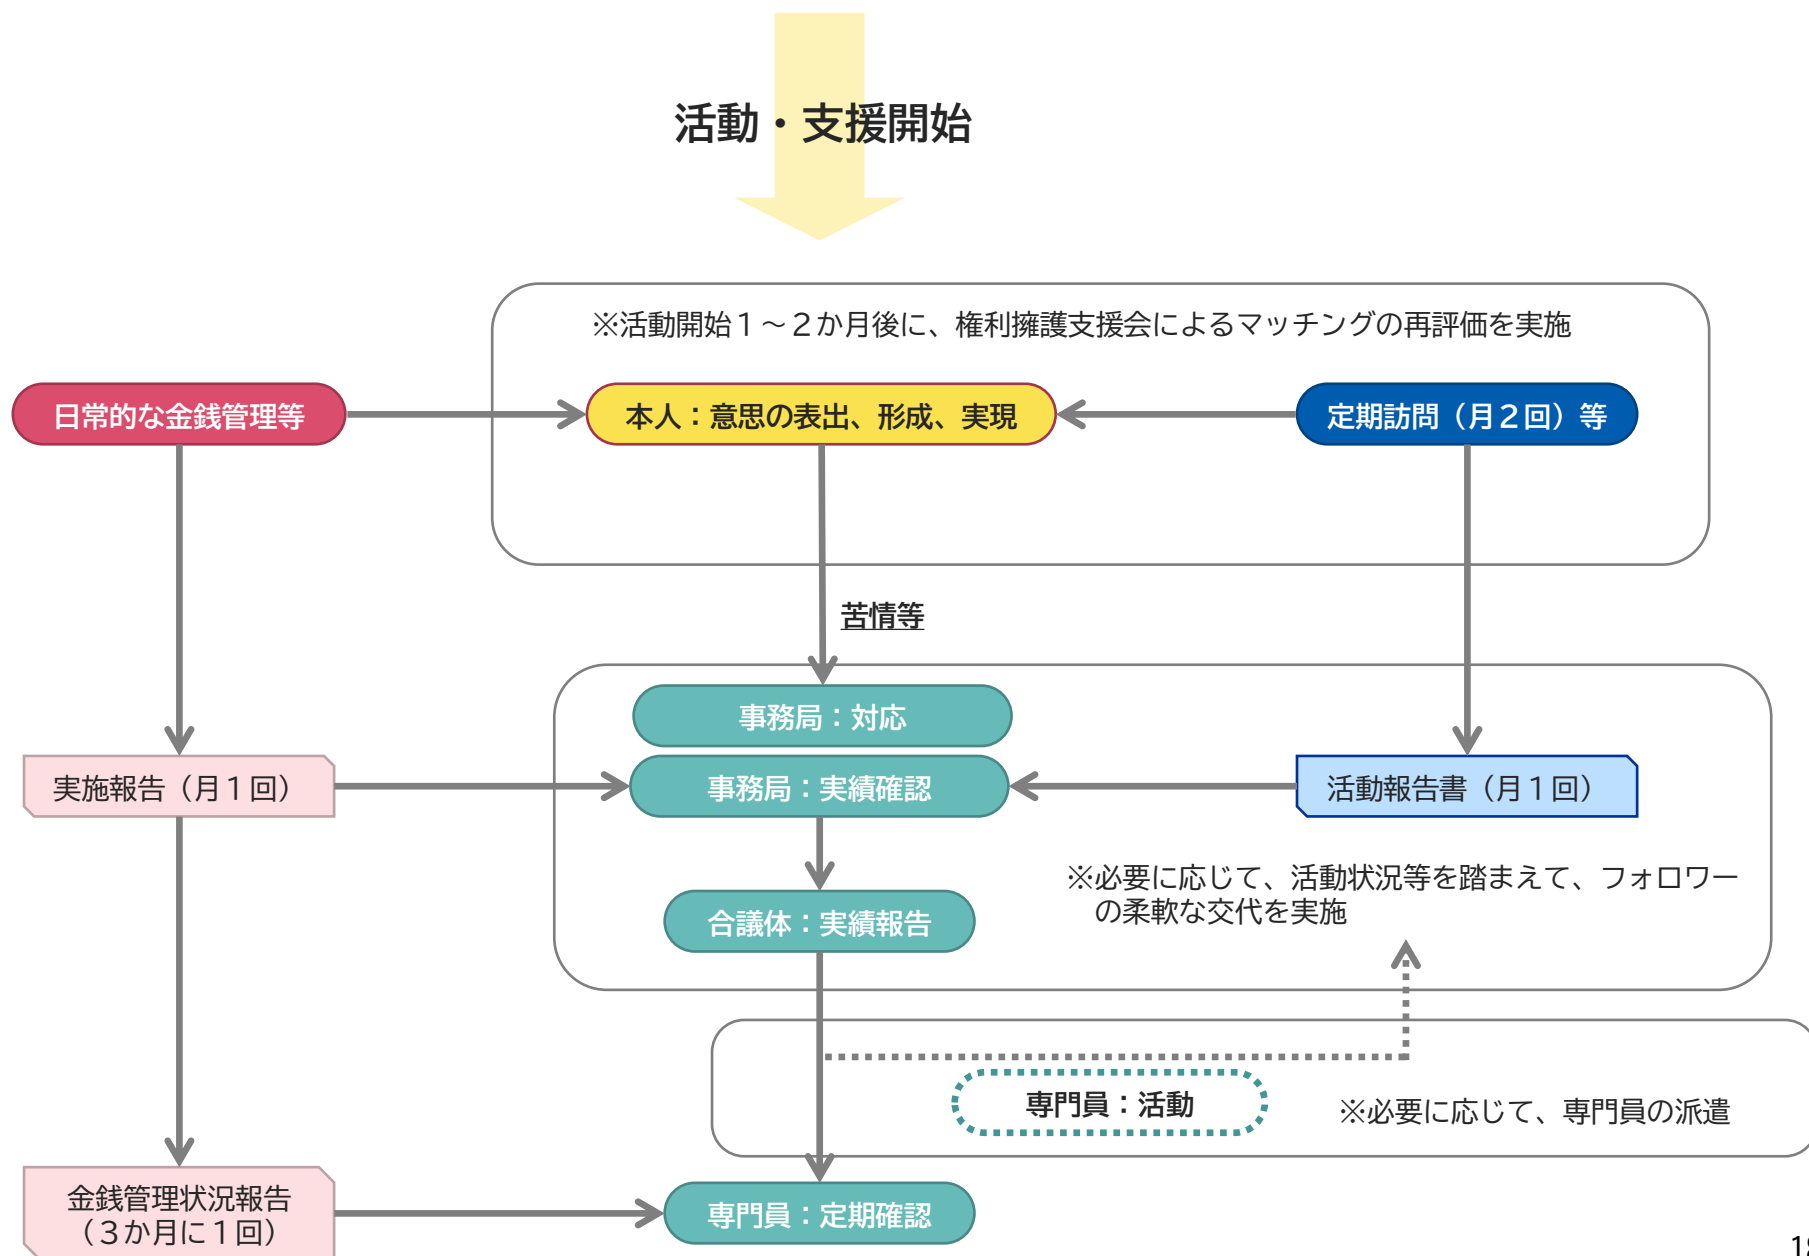 活動・支援開始
※活動開始１～２か月後に、権利擁護支援会によるマッチングの再評価を実施
日常的な金銭管理等
本人：意思の表出、形成、実現
定期訪問（月２回）等
苦情等
事務局：対応
実施報告（月１回）
事務局：実績確認
活動報告書（月１回）
※必要に応じて、活動状況等を踏まえて、フォロワー
の柔軟な交代を実施
合議体：実績報告
専門員：活動
※必要に応じて、専門員の派遣
金銭管理状況報告
（３か月に１回）
専門員：定期確認